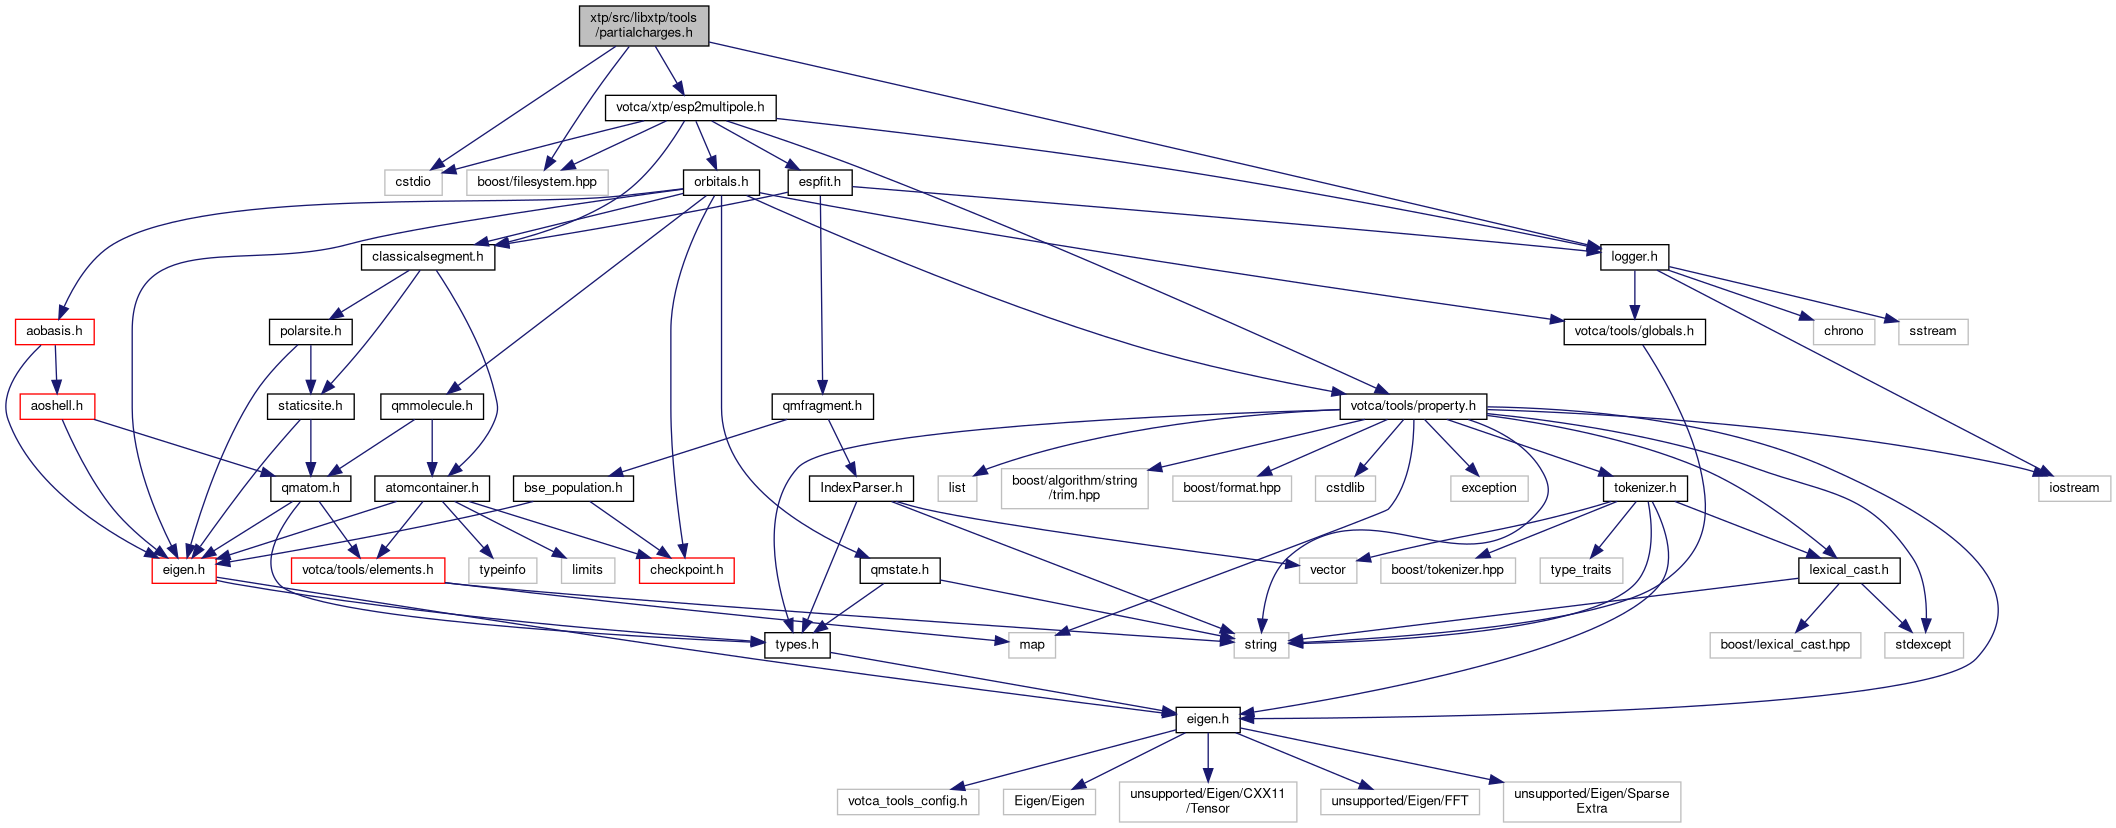 xtp/src/libxtp/tools
/partialcharges.h
votca/xtp/esp2multipole.h
cstdio
boost/filesystem.hpp
orbitals.h
espfit.h
classicalsegment.h
logger.h
aobasis.h
polarsite.h
votca/tools/globals.h
chrono
sstream
aoshell.h
staticsite.h
qmmolecule.h
qmfragment.h
votca/tools/property.h
qmatom.h
atomcontainer.h
bse_population.h
IndexParser.h
list
boost/algorithm/string
/trim.hpp
boost/format.hpp
cstdlib
exception
tokenizer.h
iostream
eigen.h
votca/tools/elements.h
typeinfo
limits
checkpoint.h
qmstate.h
vector
boost/tokenizer.hpp
type_traits
lexical_cast.h
types.h
map
string
boost/lexical_cast.hpp
stdexcept
eigen.h
votca_tools_config.h
Eigen/Eigen
unsupported/Eigen/CXX11
/Tensor
unsupported/Eigen/FFT
unsupported/Eigen/Sparse
Extra